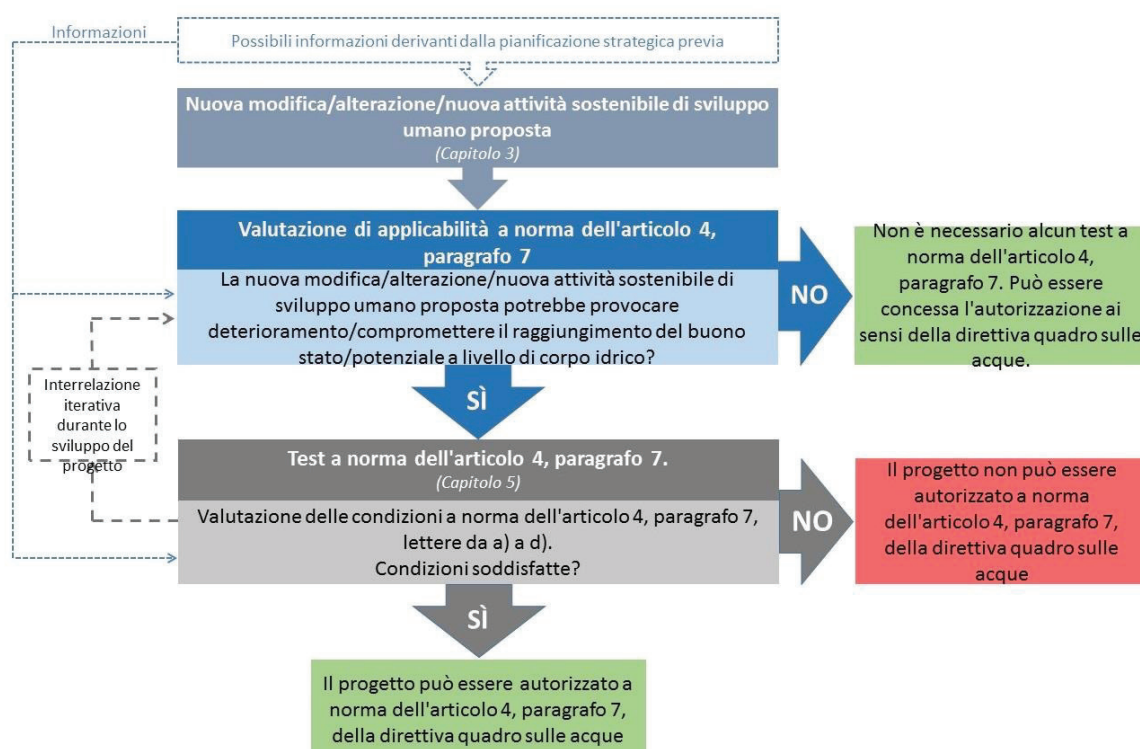 Informazioni
Possibili informazioni derivanti dalla pianificazione strategica previa
Nuova modifica/alterazione/nuova attività sostenibile di sviluppo
umano proposta
(Capitolo 3)
Valutazione di applicabilità a norma dell'articolo 4,
paragrafo 7
La nuova modifica/alterazione/nuova attività sostenibile di
sviluppo umano proposta potrebbe provocare
deterioramento/compromettere il raggiungimento del buono
stato/potenziale a livello di corpo idrico?
NO
Non è necessario alcun test a
norma dell'articolo 4,
paragrafo 7. Può essere
concessa l'autorizzazione ai
sensi della direttiva quadro sulle
acque.
SÌ
Interrelazione
iterativa
durante lo
sviluppo del
progetto
Test a norma dell'articolo 4, paragrafo 7.
(Capitolo 5)
Valutazione delle condizioni a norma dell'articolo 4, paragrafo 7,
lettere da a) a d).
Condizioni soddisfatte?
NO
Il progetto non può essere
autorizzato a norma
dell'articolo 4, paragrafo 7,
della direttiva quadro sulle
acque
SÌ
Il progetto può essere autorizzato a
norma dell'articolo 4, paragrafo 7,
della direttiva quadro sulle acque